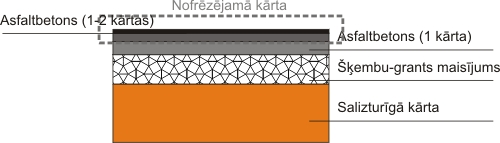 Nofrēzējamā kārta
Asfaltbetons (1-2 kārtas)
Asfaltbetons (1 kārta)
Šķembu-grants maisījums
Salizturīgā kārta